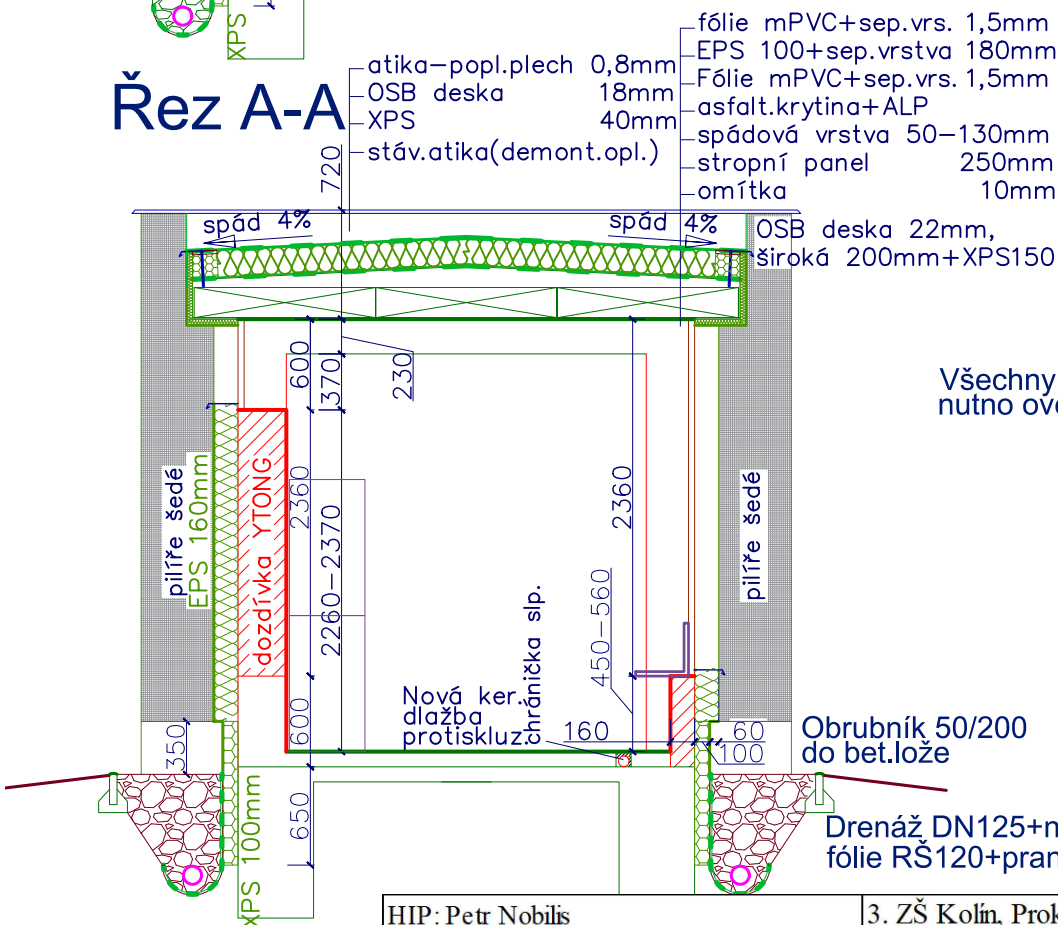 XPS
Řez A-A
atika-popl.plech 0,8mm
OSB deska 18mm
XPS 40mm
stáv.atika(demont.opl.)
fólie mPVC+sep.vrs. 1,5mm
EPS 100+sep.vrstva 180mm
Fólie mPVC+sep.vrs. 1,5mm
asfalt.krytina+ALP
spádová vrstva 50-130mm
stropní panel 250mm
omítka 10mm
OSB deska 22mm,
široká 200mm+XPS150
720
spád 4%
spád 4%
600
370
230
Všechny
nutno ově
pilíře šedé
EPS 160mm
dozdívka YTONG
2360
2260-2370
2360
pilíře šedé
450-560
chránička slp.
Nová ker.
dlažba
protiskluz.
160
60
100
600
350
650
XPS 100mm
Obrubník 50/200
do bet.lože
Drenáž DN125+n
fólie RŠ120+pran
HIP: Petr Nobilis
3. ZŠ Kolín, Prok